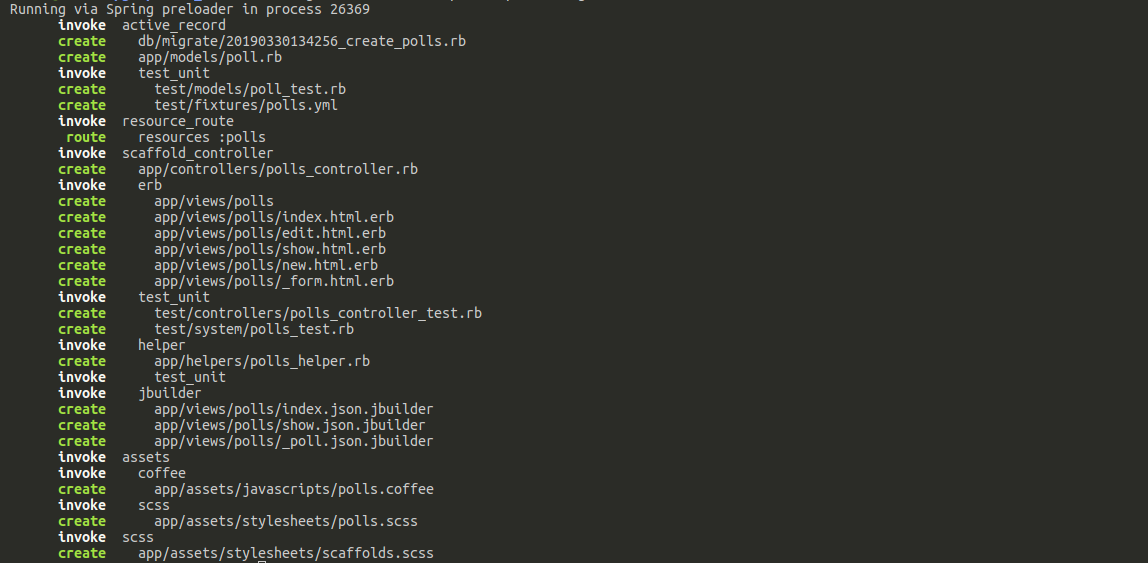 Running via Spring preloader in process 26369
      invoke  active_record
      create    db/migrate/20190330134256_create_polls.rb
      create    app/models/poll.rb
      invoke    test_unit
      create      test/models/poll_test.rb
      create      test/fixtures/polls.yml
      invoke  resource_route
       route    resources :polls
      invoke  scaffold_controller
      create    app/controllers/polls_controller.rb
      invoke    erb
      create      app/views/polls
      create      app/views/polls/index.html.erb
      create      app/views/polls/edit.html.erb
      create      app/views/polls/show.html.erb
      create      app/views/polls/new.html.erb
      create      app/views/polls/_form.html.erb
      invoke    test_unit
      create      test/controllers/polls_controller_test.rb
      create      test/system/polls_test.rb
      invoke    helper
      create      app/helpers/polls_helper.rb
      invoke      test_unit
      invoke    jbuilder
      create      app/views/polls/index.json.jbuilder
      create      app/views/polls/show.json.jbuilder
      create      app/views/polls/_poll.json.jbuilder
      invoke  assets
      invoke    coffee
      create      app/assets/javascripts/polls.coffee
      invoke    scss
      create      app/assets/stylesheets/polls.scss
      invoke  scss
      create    app/assets/stylesheets/scaffolds.scss